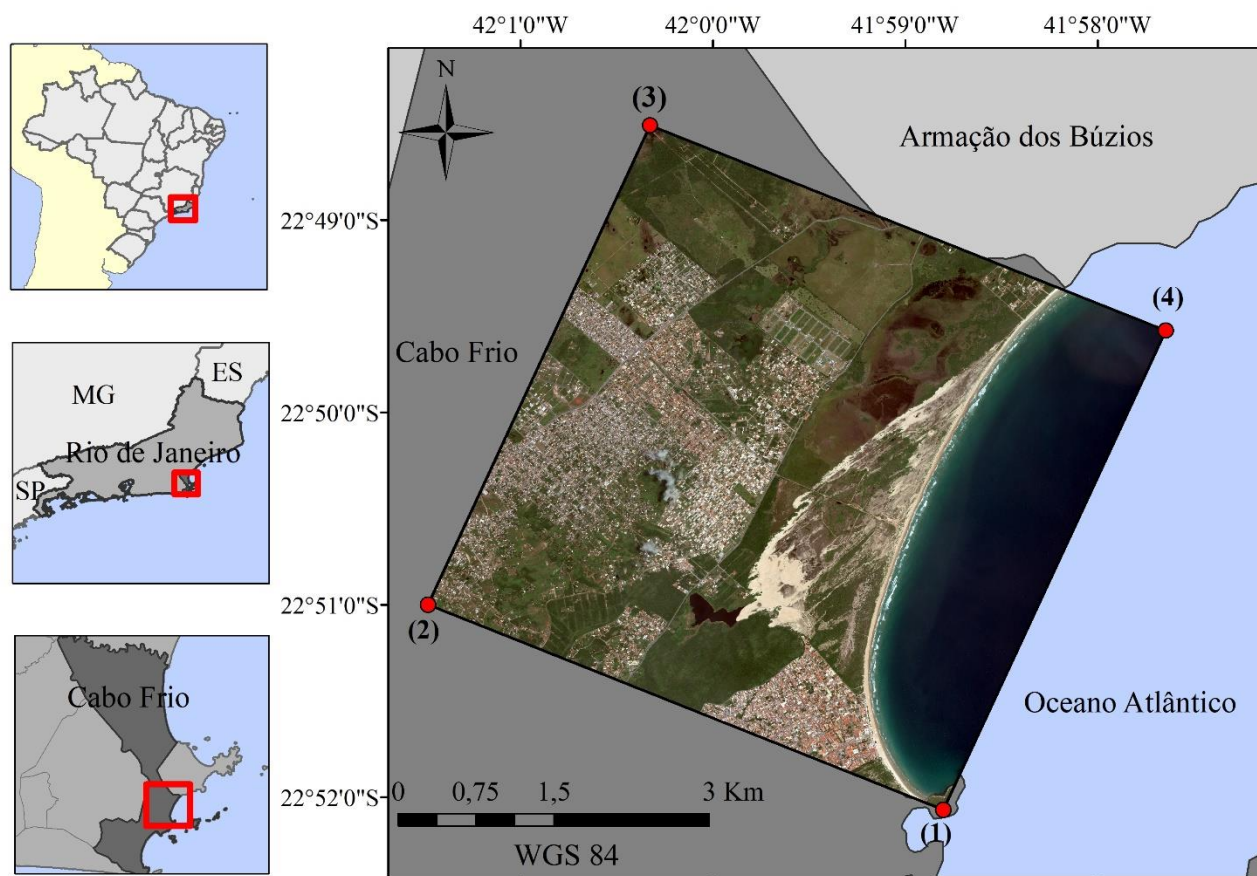 42°1'0"W 42°0'0"W 41°59'0"W 41°58'0"W
N
(3)
Armação dos Búzios
22°49'0"S
(4)
Cabo Frio
22°50'0"S
22°51'0"S
(2)
Oceano Atlântico
22°52'0"S
0 0,75 1,5 3 Km
(1)
WGS 84
MG
ES
Rio de Janeiro
SP
Cabo Frio